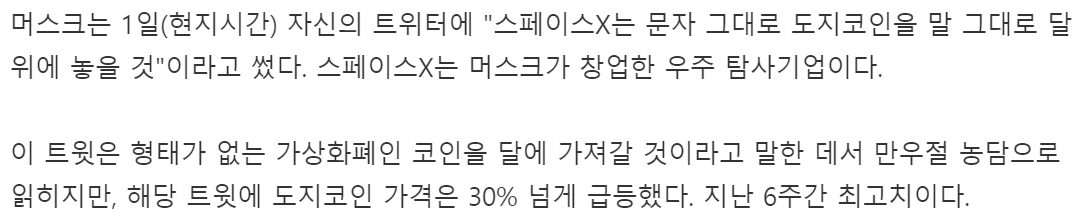 머스크는 1일(현지시간) 자신의 트위터에 "스페이스X는 문자 그대로 도지코인을 말 그대로 달
위에 놓을 것"이라고 썼다. 스페이스X는 머스크가 창업한 우주 탐사기업이다.
이 트윗은 형태가 없는 가상화폐인 코인을 달에 가져갈 것이라고 말한 데서 만우절 농담으로
읽히지만, 해당 트윗에 도지코인 가격은 30% 넘게 급등했다. 지난 6주간 최고치이다.